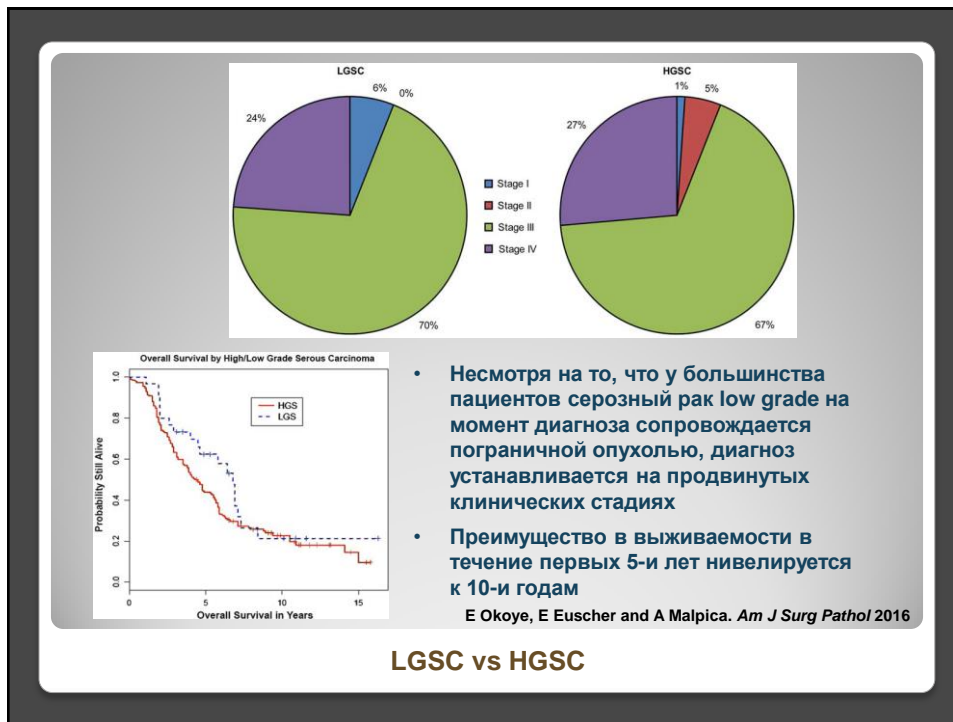 LGSC
HGSC
6%
0%
24%
70%
1%
5%
27%
67%
Stage I
Stage II
Stage III
Stage IV
Overall Survival by High/Low Grade Serous Carcinoma
HGS
LGS
Probability Still Alive
1.0
0.8
0.6
0.4
0.2
0.0
0
5
10
15
Overall Survival in Years
• Несмотря на то, что у большинства
пациентов серозный рак low grade на
момент диагноза сопровождается
пограничной опухолью, диагноз
устанавливается на продвинутых
клинических стадиях
• Преимущество в выживаемости в
течение первых 5-и лет нивелируется
к 10-и годам
E Okoye, E Euscher and A Malpica. Am J Surg Pathol 2016
LGSC vs HGSC